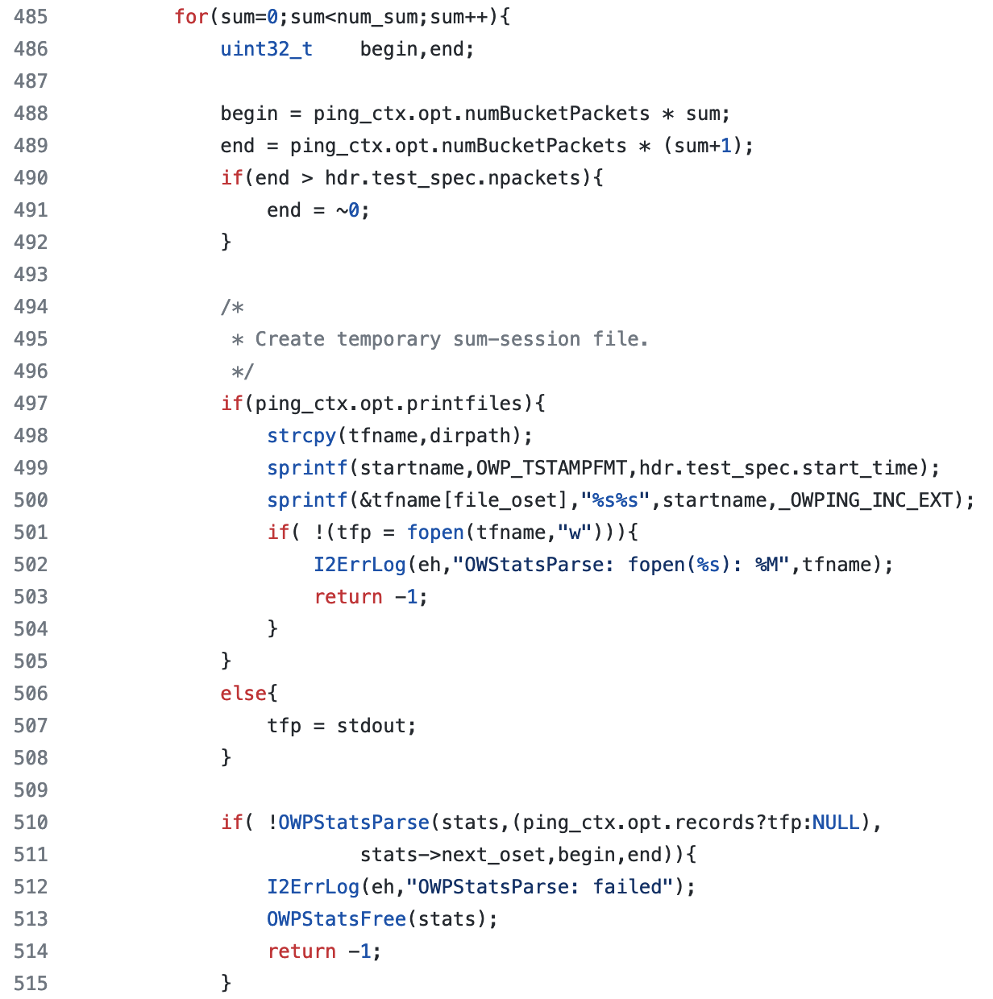 485 for(sum=0;sum<num_sum;sum++){
486 uint32_t begin,end;
487
488 begin = ping_ctx.opt.numBucketPackets * sum;
489 end = ping_ctx.opt.numBucketPackets * (sum+1);
490 if(end > hdr.test_spec.npackets){
491 end = ~0;
492 }
493
494 /*
495 * Create temporary sum-session file.
496 */
497 if(ping_ctx.opt.printfiles){
498 strcpy(tfname,dirpath);
499 sprintf(startname,OWP_TSTAMPFMT,hdr.test_spec.start_time);
500 sprintf(&tfname[file_oset],"%s%s",startname,_OWPING_INC_EXT);
501 if( !(tfp = fopen(tfname,"w"))){
502 I2ErrLog(eh,"OWStatsParse: fopen(%s): %M",tfname);
503 return -1;
504 }
505 }
506 else{
507 tfp = stdout;
508 }
509
510 if( !OWPStatsParse(stats,(ping_ctx.opt.records?tfp:NULL),
511 stats->next_oset,begin,end)){
512 I2ErrLog(eh,"OWPStatsParse: failed");
513 OWPStatsFree(stats);
514 return -1;
515 }